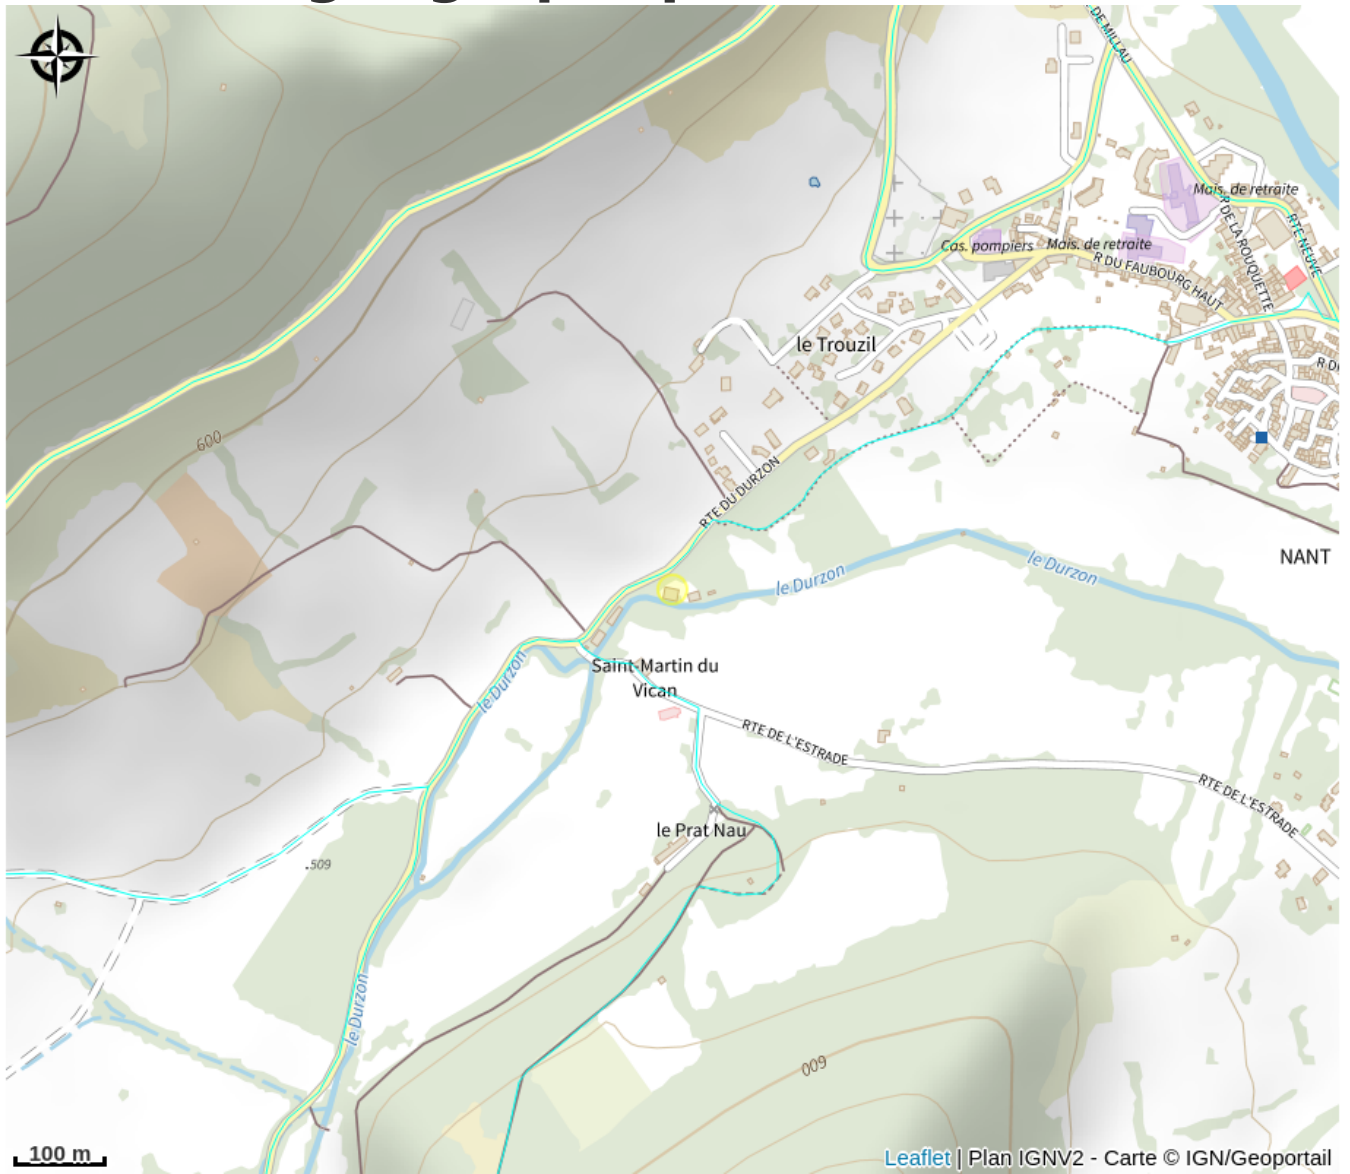 DE MILLAU
Mais. de retraite
R DE LA ROUQUETTE
RTE NEUVE
Cas. pompiers
Mais. de retraite
R DU FAUBOURG HAUT
le Trouzil
600
RTE DU DURZON
NANT
le Durzon
le Durzon
Saint-Martin du
Vican
le Durzon
RTE DE L'ESTRADE
RTE DE L'ESTRADE
le Prat Nau
.509
le Durzon
600
100 m
Leaflet | Plan IGNV2 - Carte © IGN/Geoportail